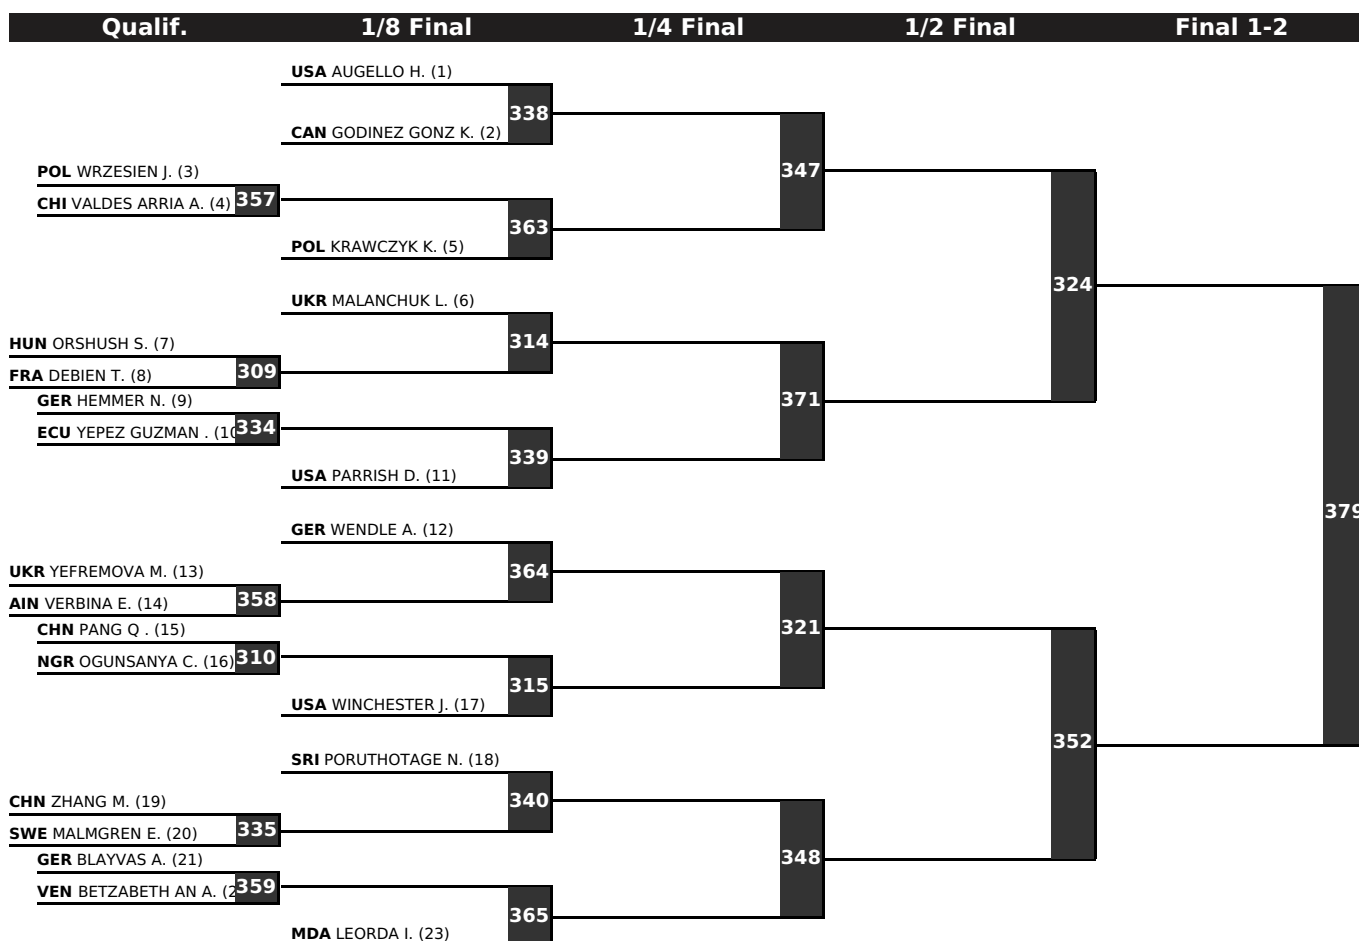 Qualif. 1/8 Final 1/4 Final 1/2 Final Final 1-2
USA AUGELLO H. (1)
338
CAN GODINEZ GONZ K. (2)
POL WRZESIEN J. (3)
347
CHI VALDES ARRIA A. (4) 357
363
POL KRAWCZYK K. (5)
324
UKR MALANCHUK L. (6)
314
HUN ORSHUSH S. (7)
309
FRA DEBIEN T. (8)
GER HEMMER N. (9)
371
ECU YEPEZ GUZMAN . (10 334
339
USA PARRISH D. (11)
379
GER WENDLE A. (12)
364
UKR YEFREMOVA M. (13)
358
AIN VERBINA E. (14)
CHN PANG Q . (15)
321
NGR OGUNSANYA C. (16) 310
315
USA WINCHESTER J. (17)
352
SRI PORUTHOTAGE N. (18)
340
CHN ZHANG M. (19)
335
SWE MALMGREN E. (20)
GER BLAYVAS A. (21)
348
VEN BETZABETH AN A. (2 359
365
MDA LEORDA I. (23)